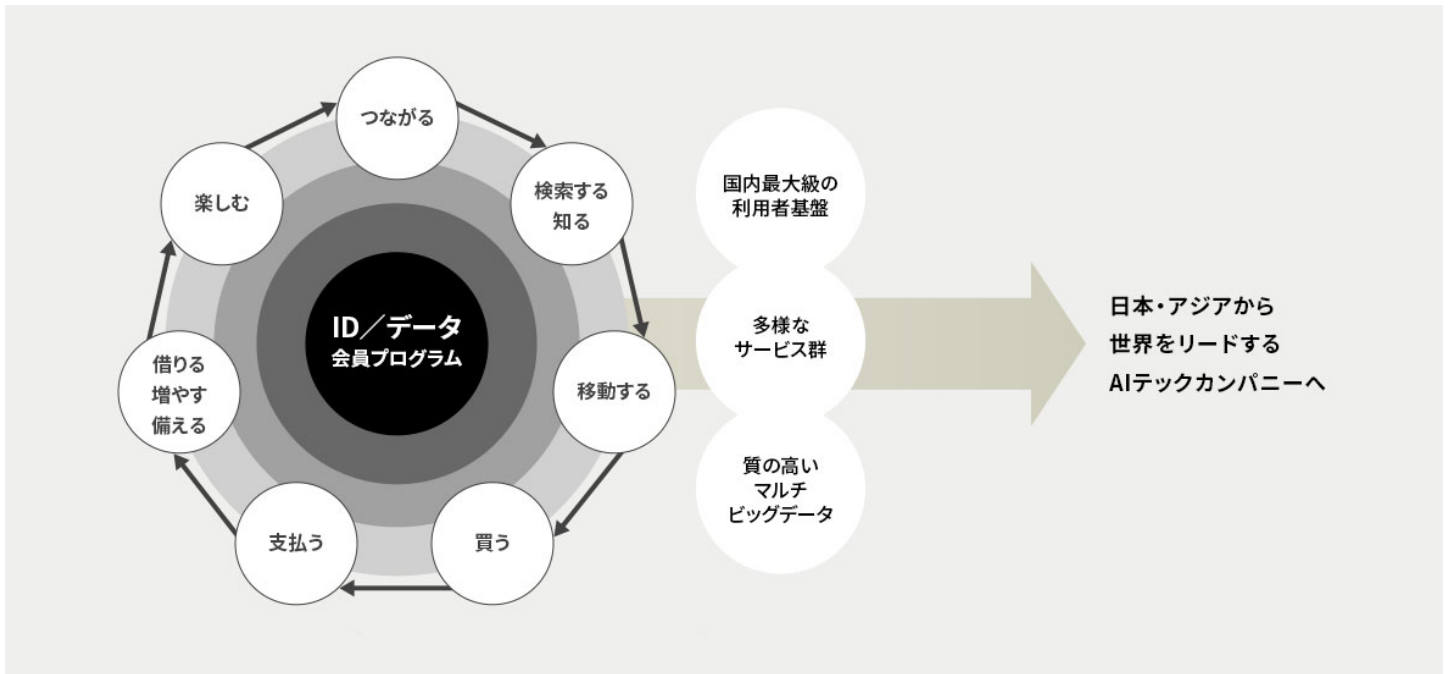 つながる
検索する
知る
移動する
買う
支払う
借りる
増やす
備える
楽しむ
ID／データ
会員プログラム
国内最大級の
利用者基盤
多様な
サービス群
質の高い
マルチ
ビッグデータ
日本・アジアから
世界をリードする
AIテックカンパニーへ